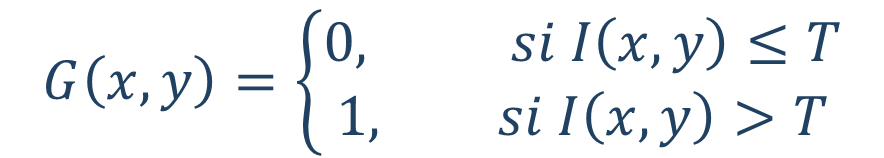 G(x, y) = {0, si I(x, y) ≤ T
1, si I(x, y) > T